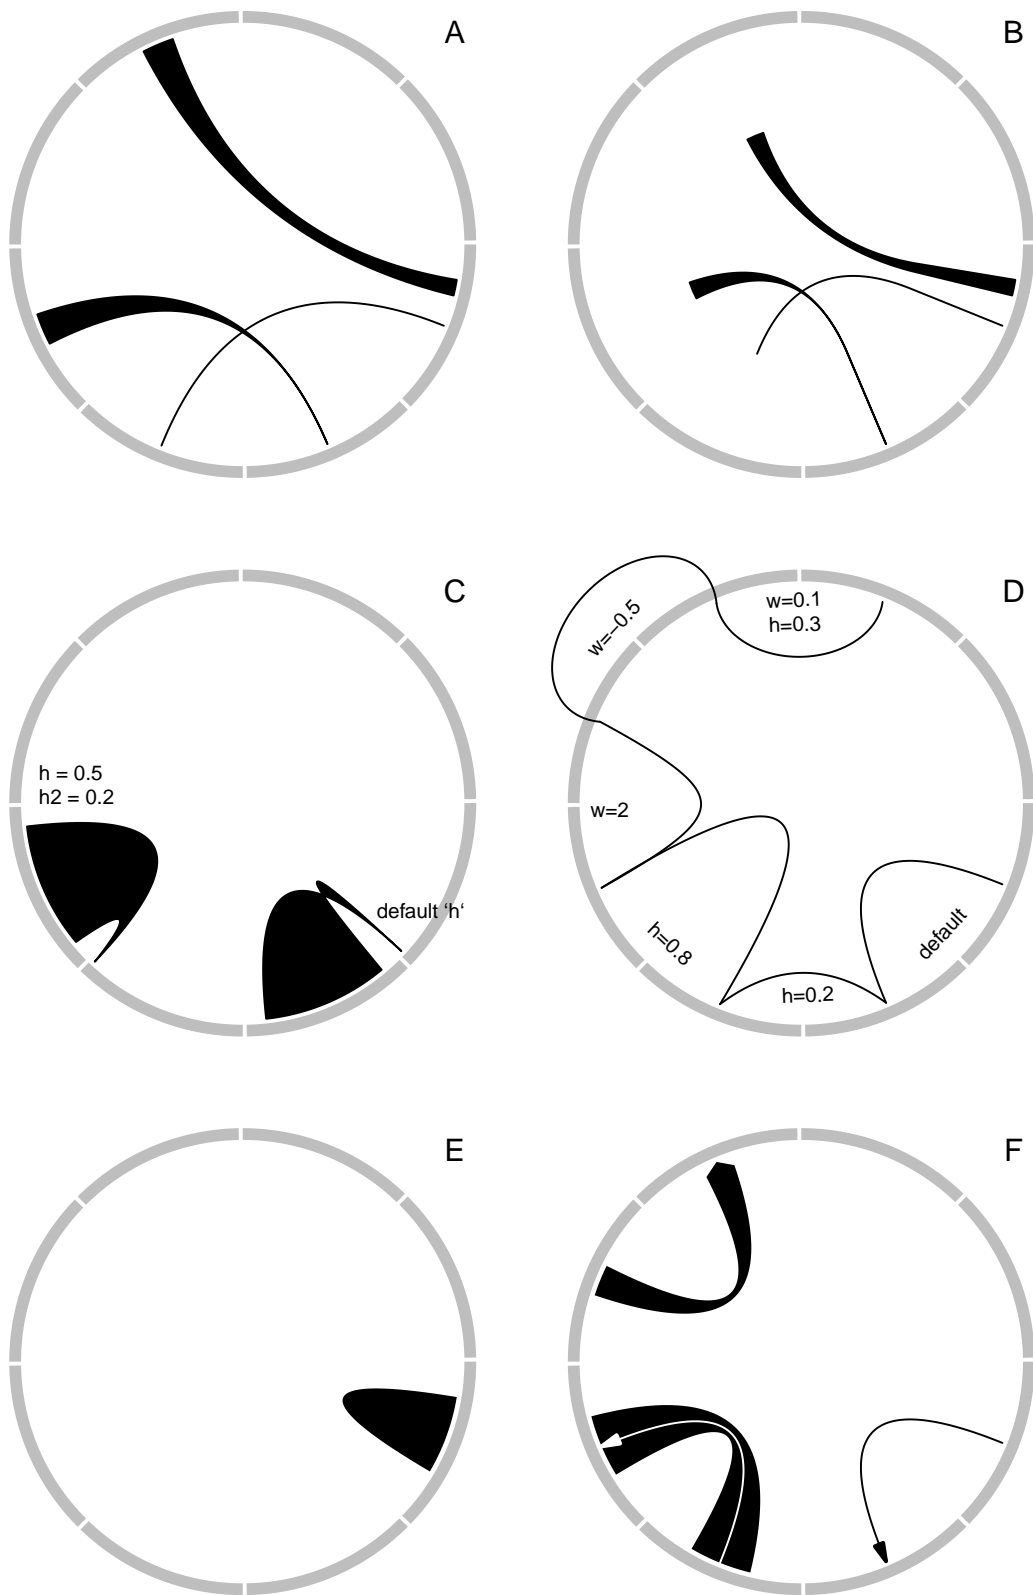 A
B
C
h = 0.5
h2 = 0.2
default ‘h‘
D
w=−0.5
w=0.1
h=0.3
w=2
h=0.8
h=0.2
default
E
F